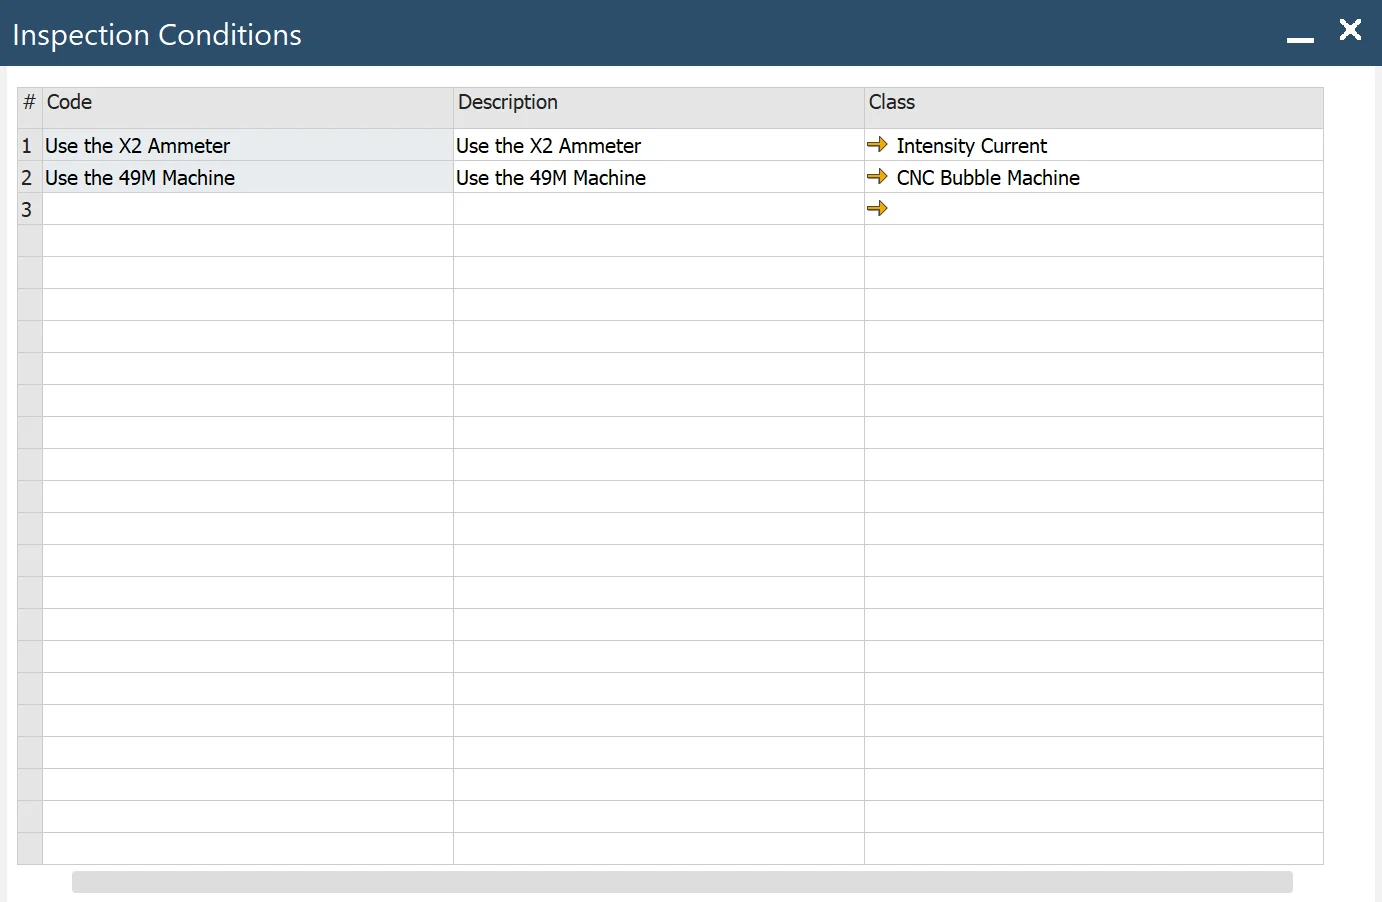 Inspection Conditions
# Code Description Class
1 Use the X2 Ammeter Use the X2 Ammeter Intensity Current
2 Use the 49M Machine Use the 49M Machine CNC Bubble Machine
3